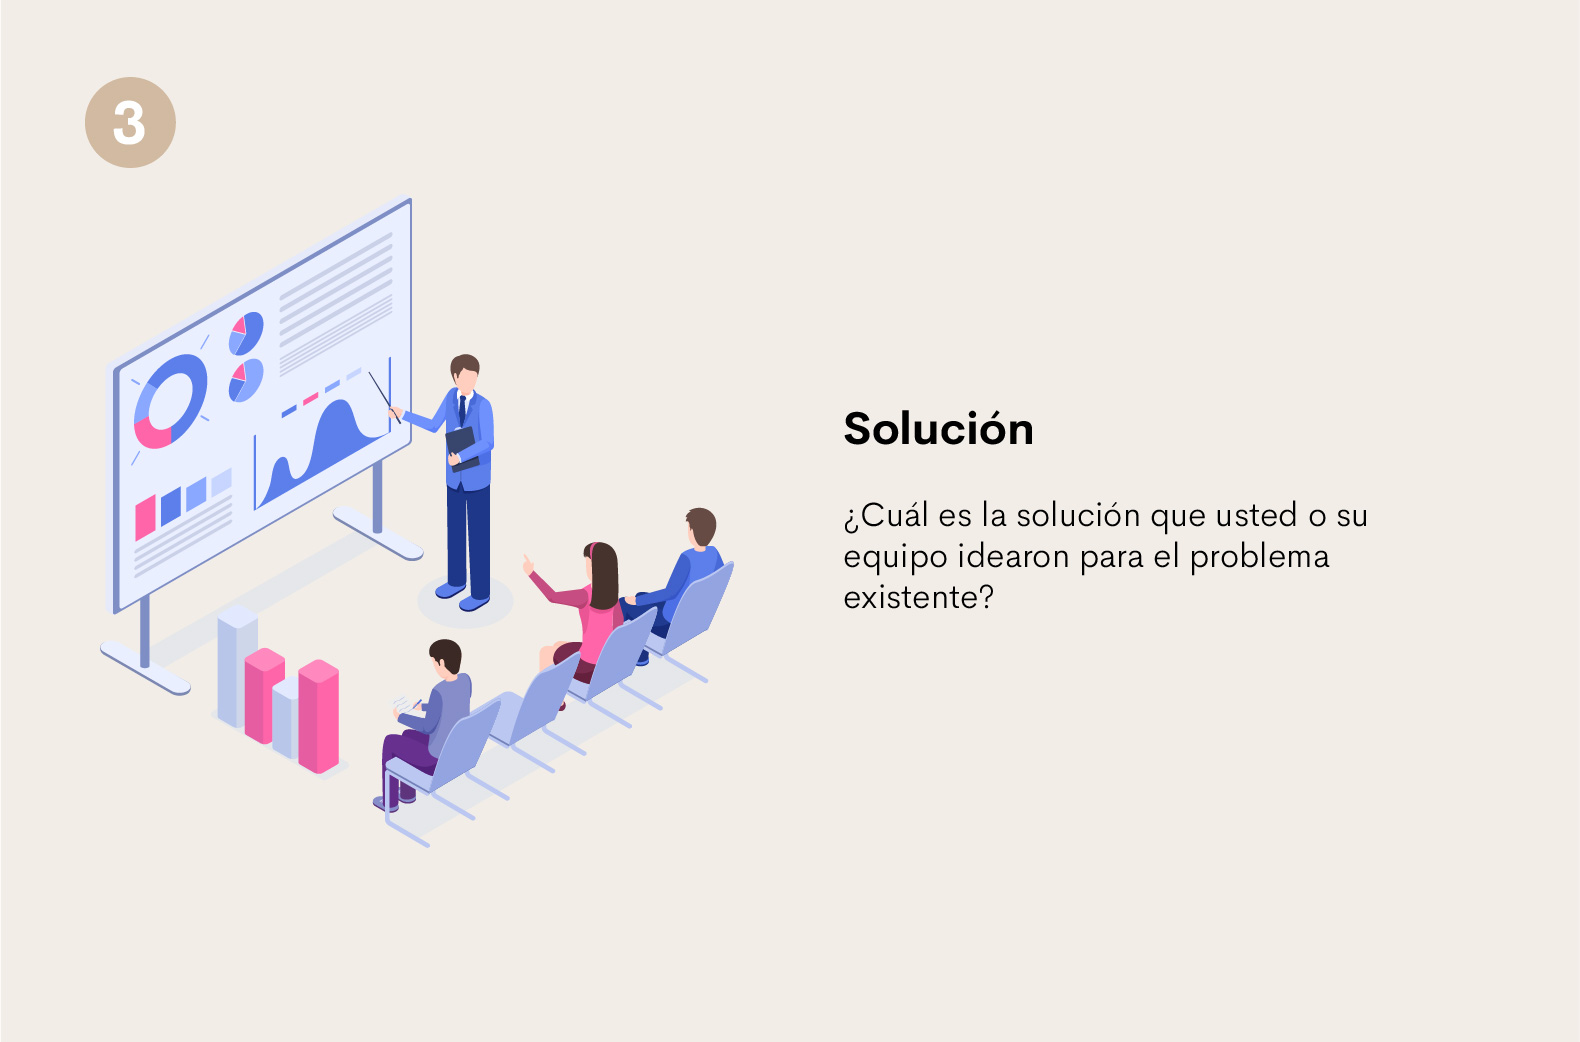 3
Solución
¿Cuál es la solución que usted o su
equipo idearon para el problema
existente?